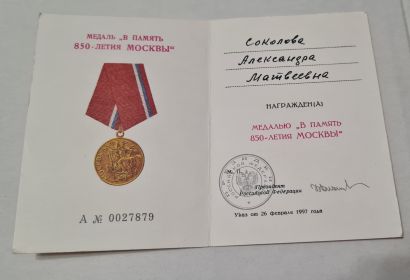 МЕДАЛЬ „В ПАМЯТЬ
850-ЛЕТИЯ МОСКВЫ“
А № 0027879
Соколова
Александра
Матвеевна
НАГРАЖДЕН(А)
МЕДАЛЬЮ „В ПАМЯТЬ
850-ЛЕТИЯ МОСКВЫ“
М. П.
Президент
Российской Федерации
Указ от 26 февраля 1997 года